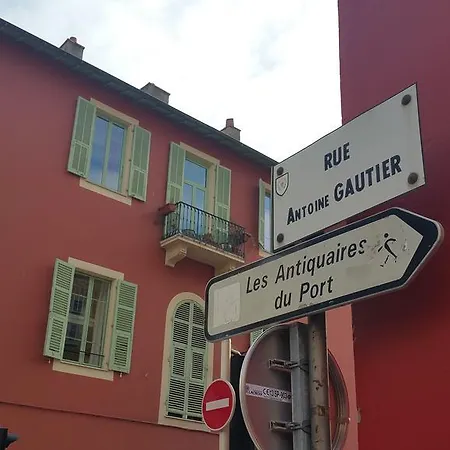 RUE
ANTOINE GAUTIER
Les Antiquaires
du Port